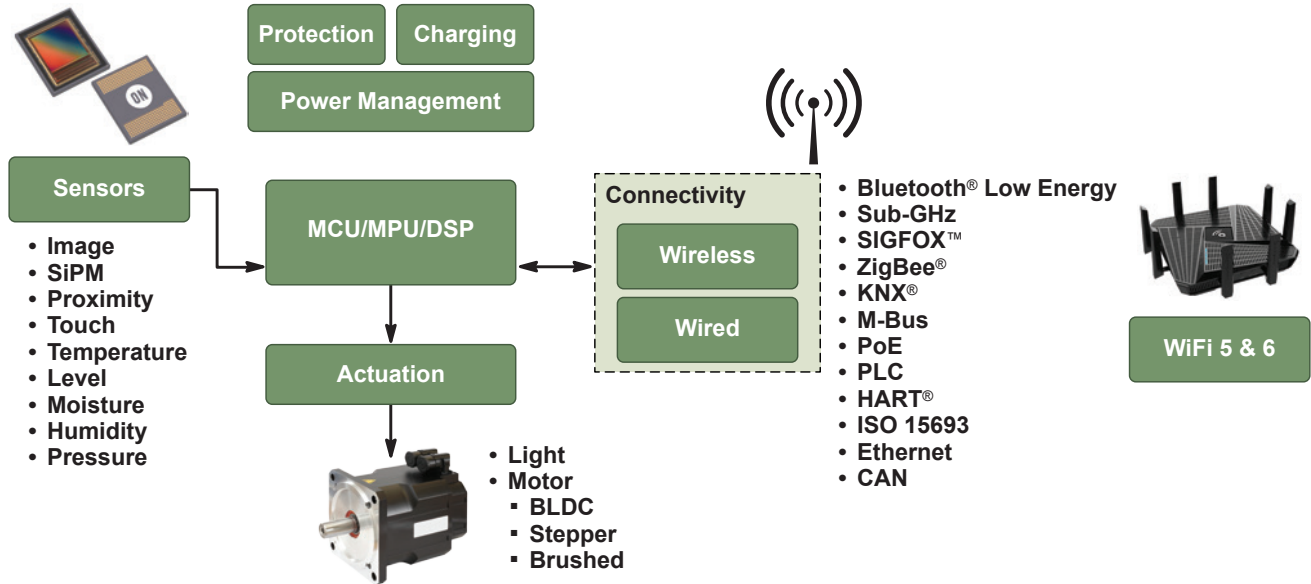 Protection
Charging
Power Management
ON
Sensors
• Image
• SiPM
• Proximity
• Touch
• Temperature
• Level
• Moisture
• Humidity
• Pressure
MCU/MPU/DSP
Actuation
• Light
• Motor
▪ BLDC
▪ Stepper
▪ Brushed
Connectivity
Wireless
Wired
• Bluetooth® Low Energy
• Sub-GHz
• SIGFOX™
• ZigBee®
• KNX®
• M-Bus
• PoE
• PLC
• HART®
• ISO 15693
• Ethernet
• CAN
WiFi 5 & 6